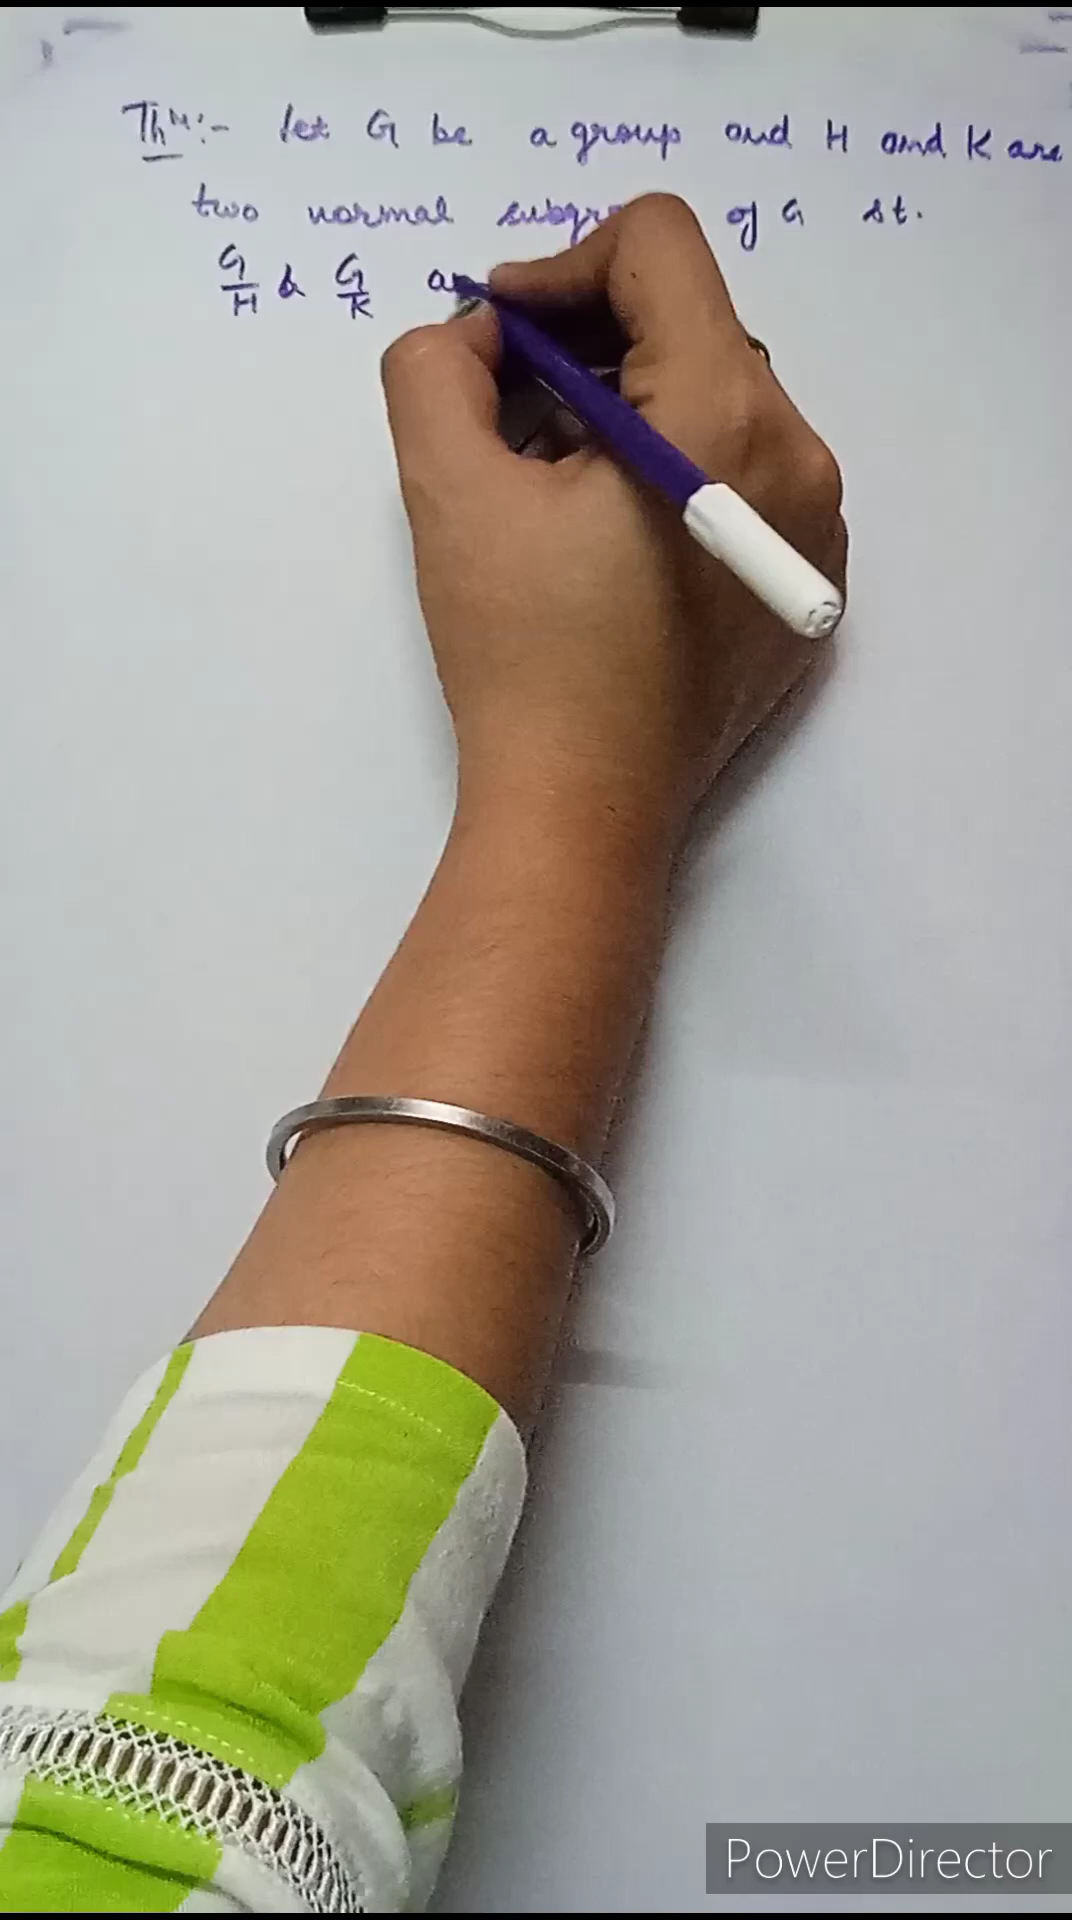 Thm:- let G be a group and H and K are
two normal of G st.
G/H & G/K
PowerDirector